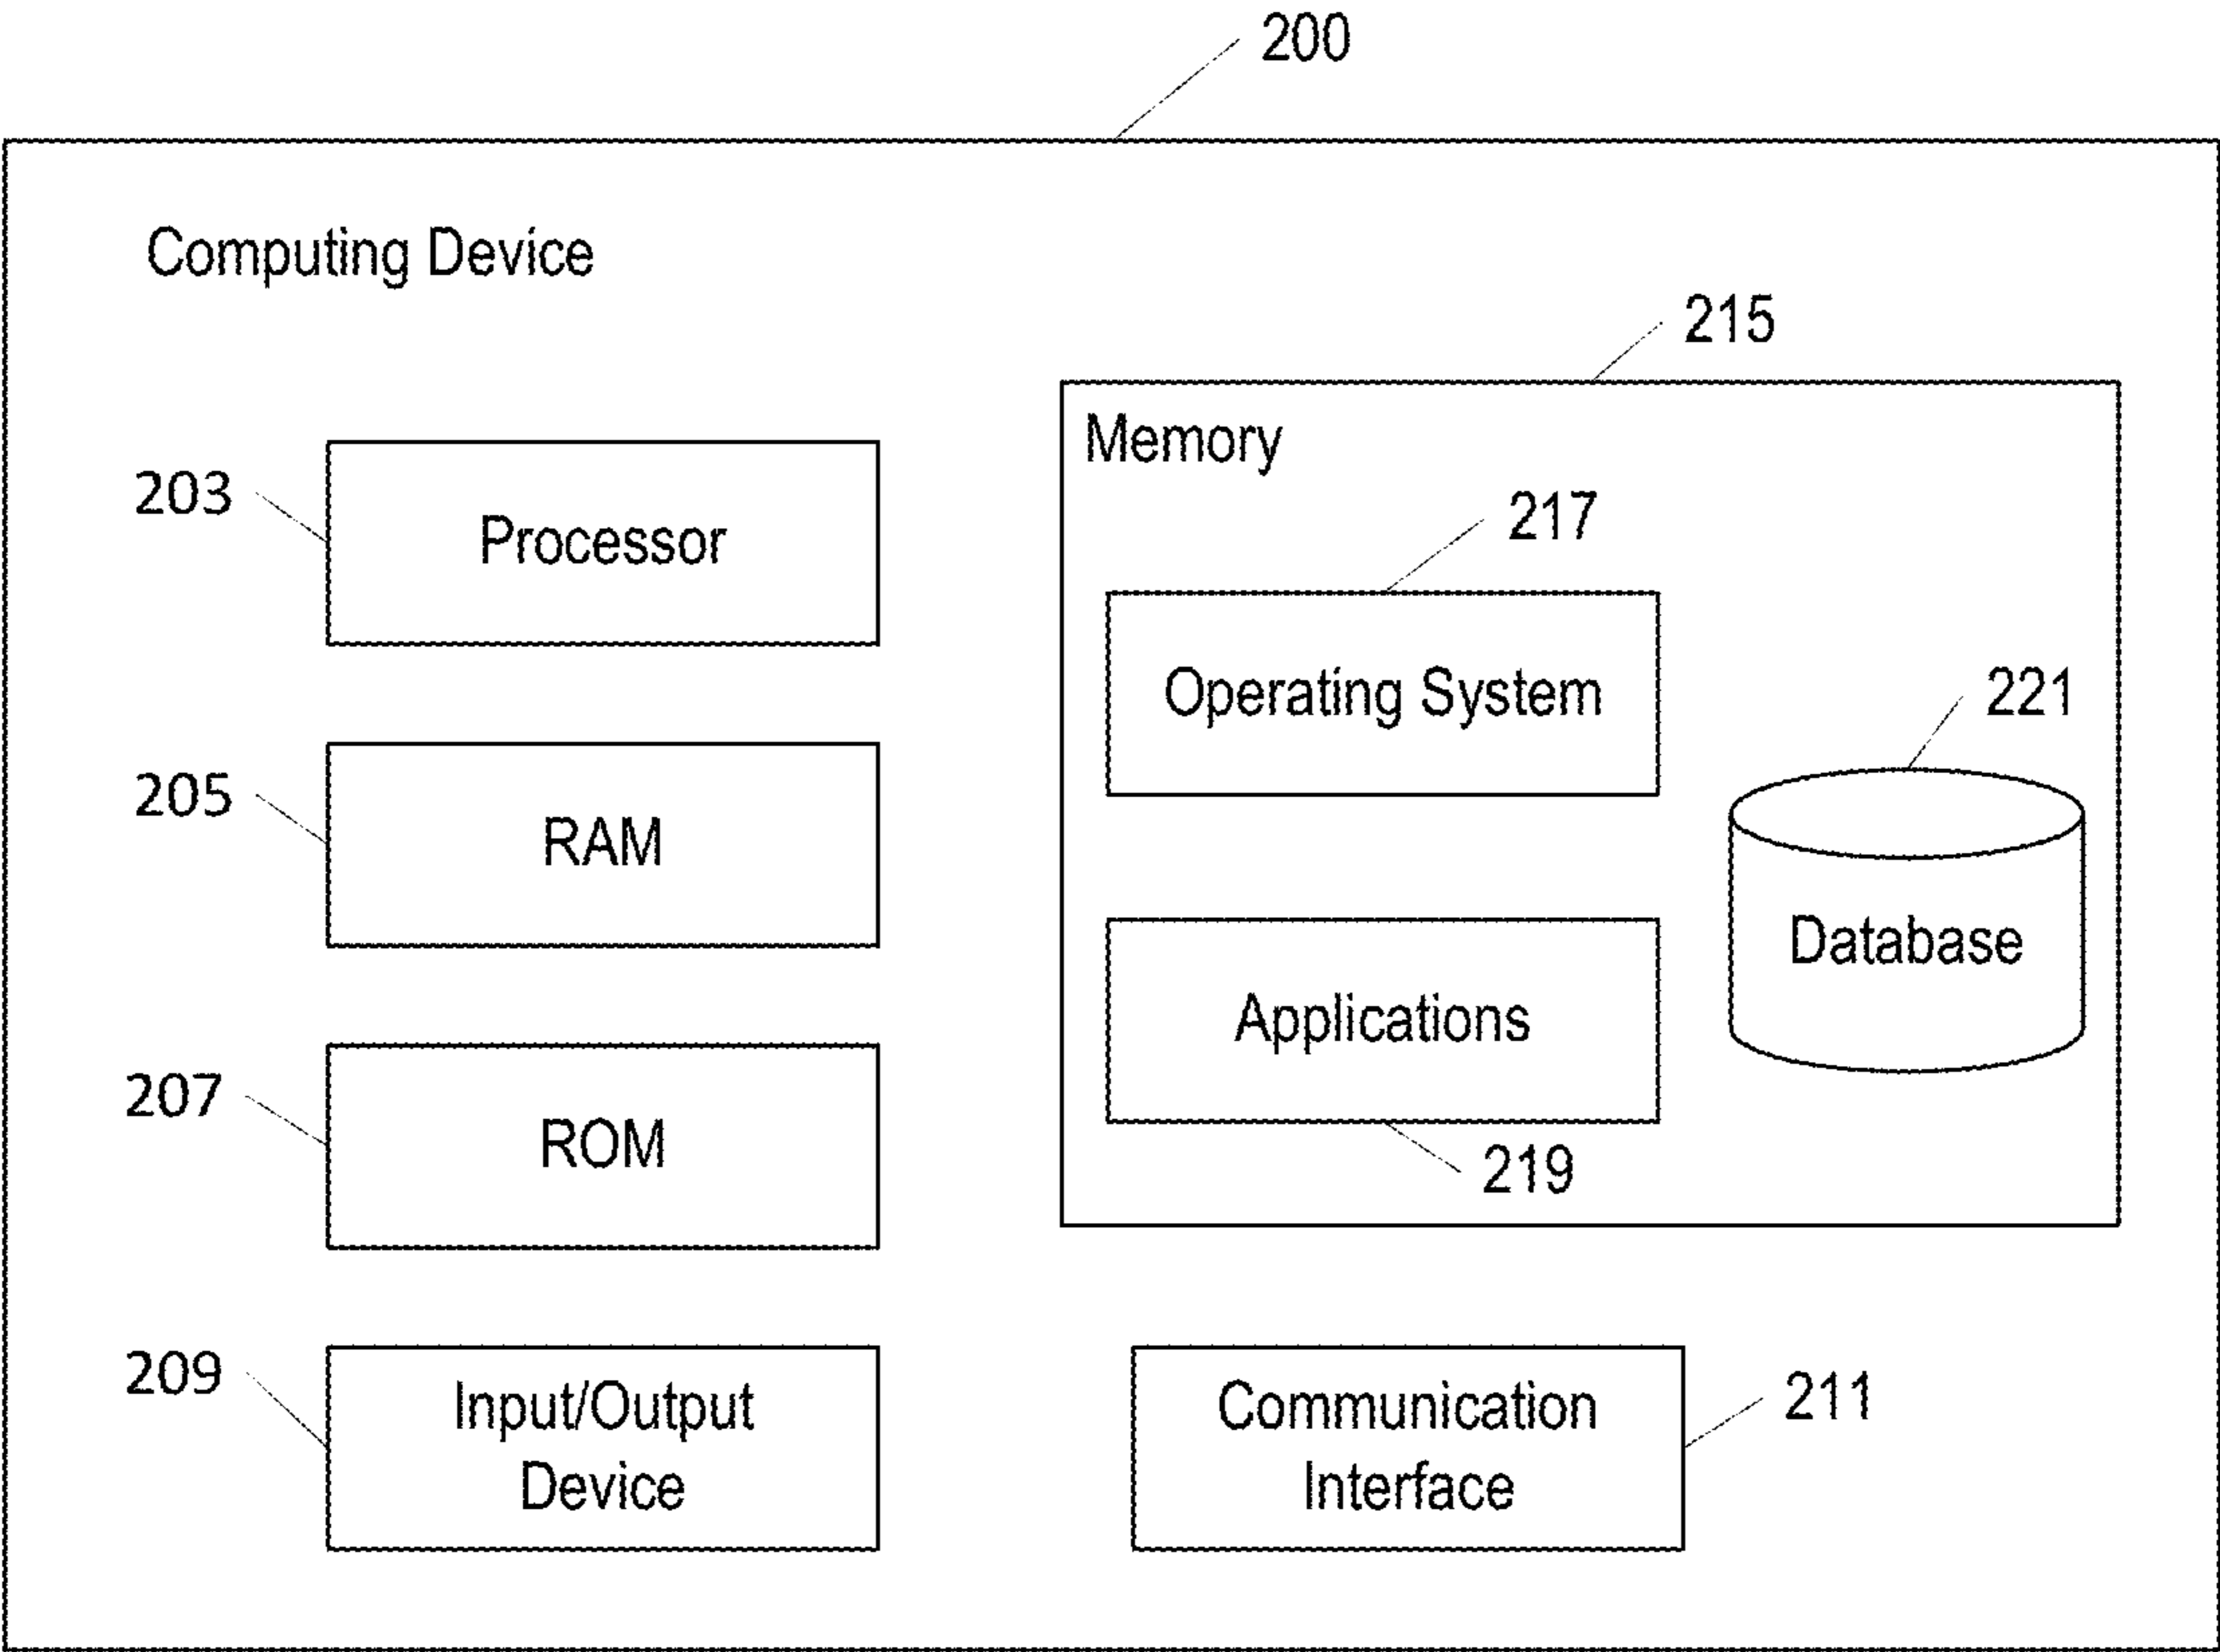 200
Computing Device
215
Memory
203
Processor
217
Operating System
221
205
RAM
Database
Applications
207
ROM
219
209
Input/Output
Device
Communication
Interface
211